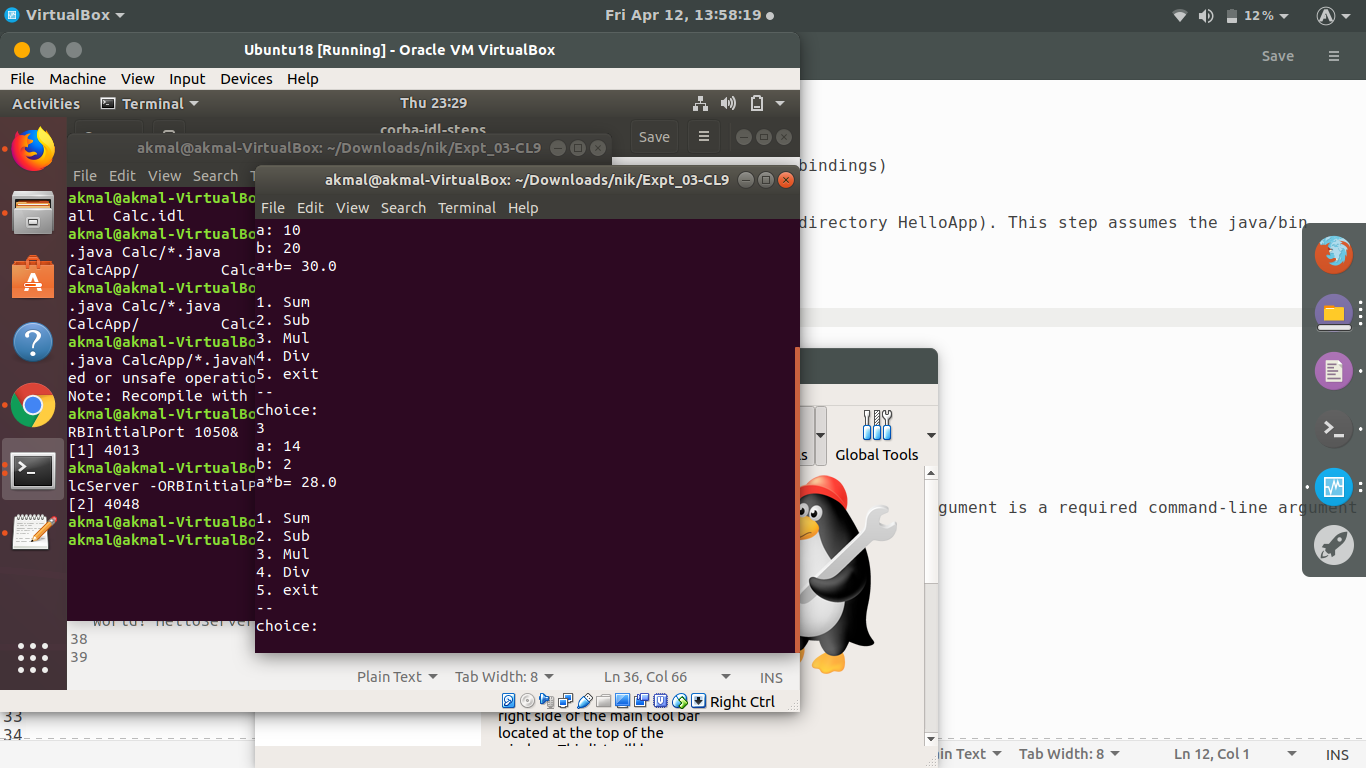 VirtualBox
Fri Apr 12, 13:58:19
12%
Ubuntu18 [Running] - Oracle VM VirtualBox
Save
File Machine View Input Devices Help
Activities Terminal Thu 23:29
corba-idl-steps
Save
akmal@akmal-VirtualBox: ~/Downloads/nik/Expt_03-CL9
File Edit View Search
akmal@akmal-VirtualBo
all Calc.idl
akmal@akmal-VirtualBo
.java Calc/*.java
CalcApp/ Calc
akmal@akmal-VirtualBo
.java Calc/*.java
CalcApp/ Calc
akmal@akmal-VirtualBo
.java CalcApp/*.javaN
ed or unsafe operatio
Note: Recompile with
akmal@akmal-VirtualBo
RBInitialPort 1050&
[1] 4013
akmal@akmal-VirtualBo
lcServer -ORBInitialP
[2] 4048
akmal@akmal-VirtualBo
akmal@akmal-VirtualBo
akmal@akmal-VirtualBox: ~/Downloads/nik/Expt_03-CL9
File Edit View Search Terminal Help
a: 10
b: 20
a+b= 30.0
1. Sum
2. Sub
3. Mul
4. Div
5. exit
--
choice:
3
a: 14
b: 2
a*b= 28.0
1. Sum
2. Sub
3. Mul
4. Div
5. exit
--
choice:
38
39
Plain Text Tab Width: 8 Ln 36, Col 66 INS
Right Ctrl
bindings)
directory HelloApp). This step assumes the java/bin
Global Tools
gument is a required command-line argument
33
34
right side of the main tool bar
located at the top of the
in Text Tab Width: 8 Ln 12, Col 1 INS